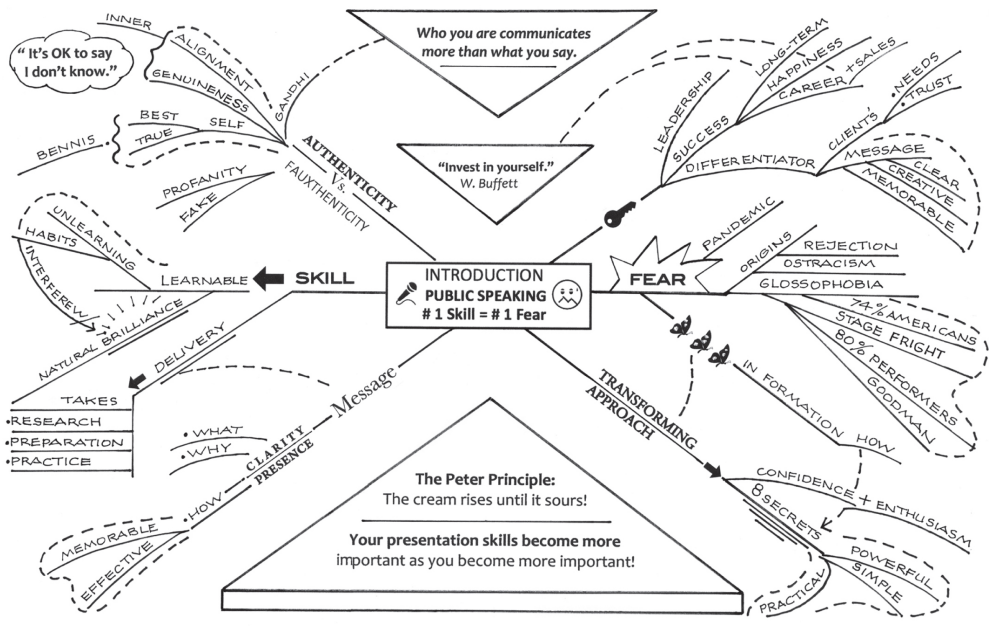 INNER
ALIGNMENT
GENUINENESS
"It's OK to say
I don't know."
GANDHI
BEST
TRUE
SELF
BENNIS
PROFANITY
FAKE
AUTHENTICITY
Vs.
FAUXTHENTICITY
Who you are communicates
more than what you say.
"Invest in yourself."
W. Buffett
LEADERSHIP
SUCCESS
LONG-TERM
HAPPINESS
CAREER + SALES
DIFFERENTIATOR
CLIENTS'
•NEEDS
•TRUST
MESSAGE
CLEAR
CREATIVE
MEMORABLE
UNLEARNING
HABITS
INTERFEREW
LEARNABLE
SKILL
NATURAL BRILLIANCE
DELIVERY
TAKES
•RESEARCH
•PREPARATION
•PRACTICE
INTRODUCTION
PUBLIC SPEAKING
# 1 Skill = # 1 Fear
FEAR
PANDEMIC
ORIGINS
REJECTION
OSTRACISM
GLOSSOPHOBIA
74% AMERICANS
STAGE FRIGHT
80% PERFORMERS
GOODMAN
IN FORMATION
HOW
Message
CLARITY
PRESENCE
•WHAT
•WHY
•HOW
MEMORABLE
EFFECTIVE
The Peter Principle:
The cream rises until it sours!
Your presentation skills become more
important as you become more important!
TRANSFORMING
APPROACH
CONFIDENCE + ENTHUSIASM
8 SECRETS
POWERFUL
SIMPLE
PRACTICAL